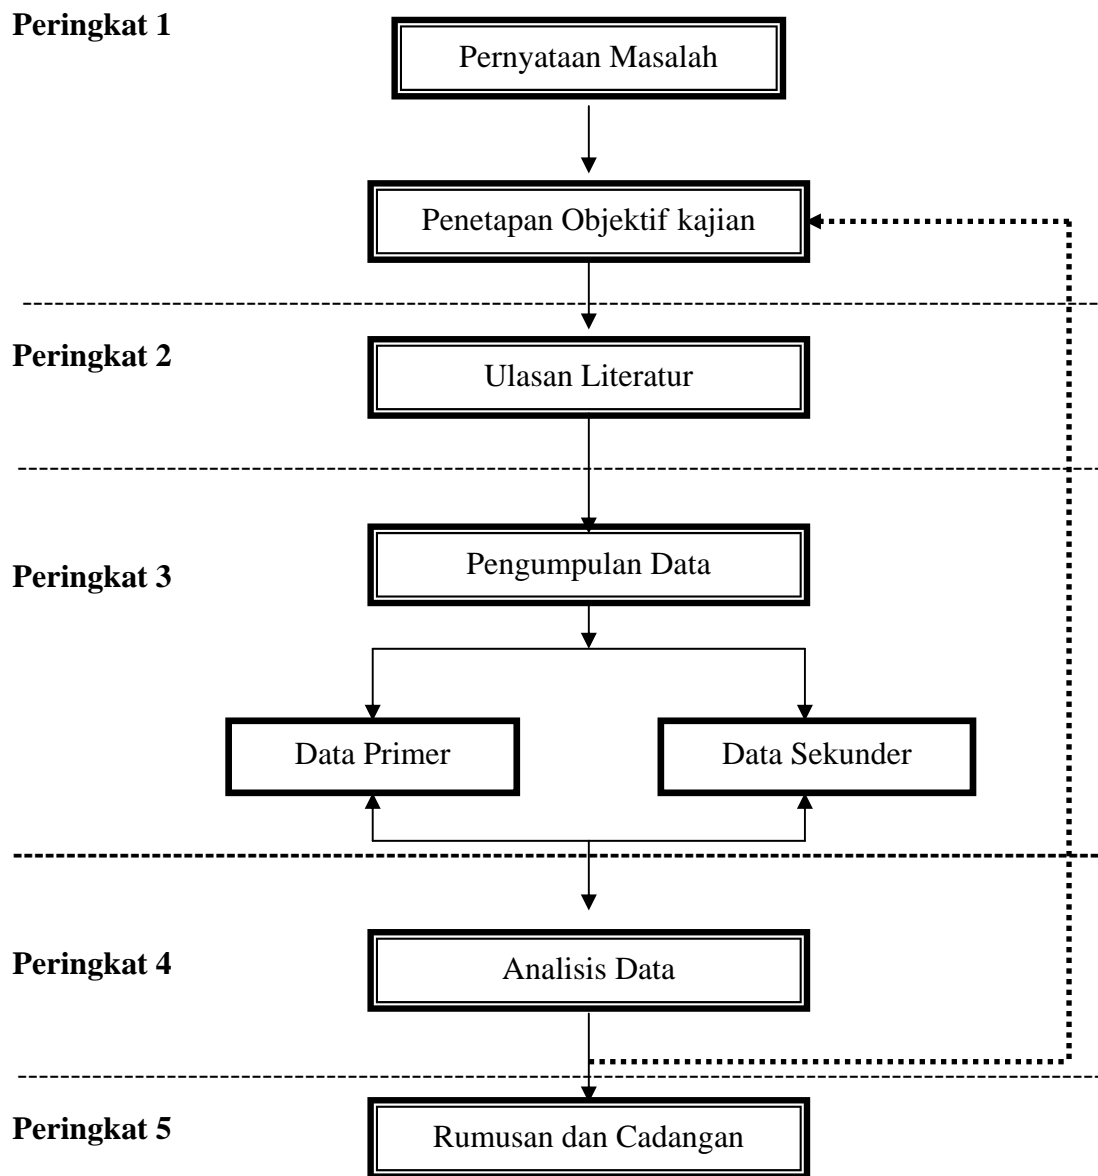 Peringkat 1
Pernyataan Masalah
Penetapan Objektif kajian
Peringkat 2
Ulasan Literatur
Pengumpulan Data
Peringkat 3
Data Primer
Data Sekunder
Peringkat 4
Analisis Data
Peringkat 5
Rumusan dan Cadangan